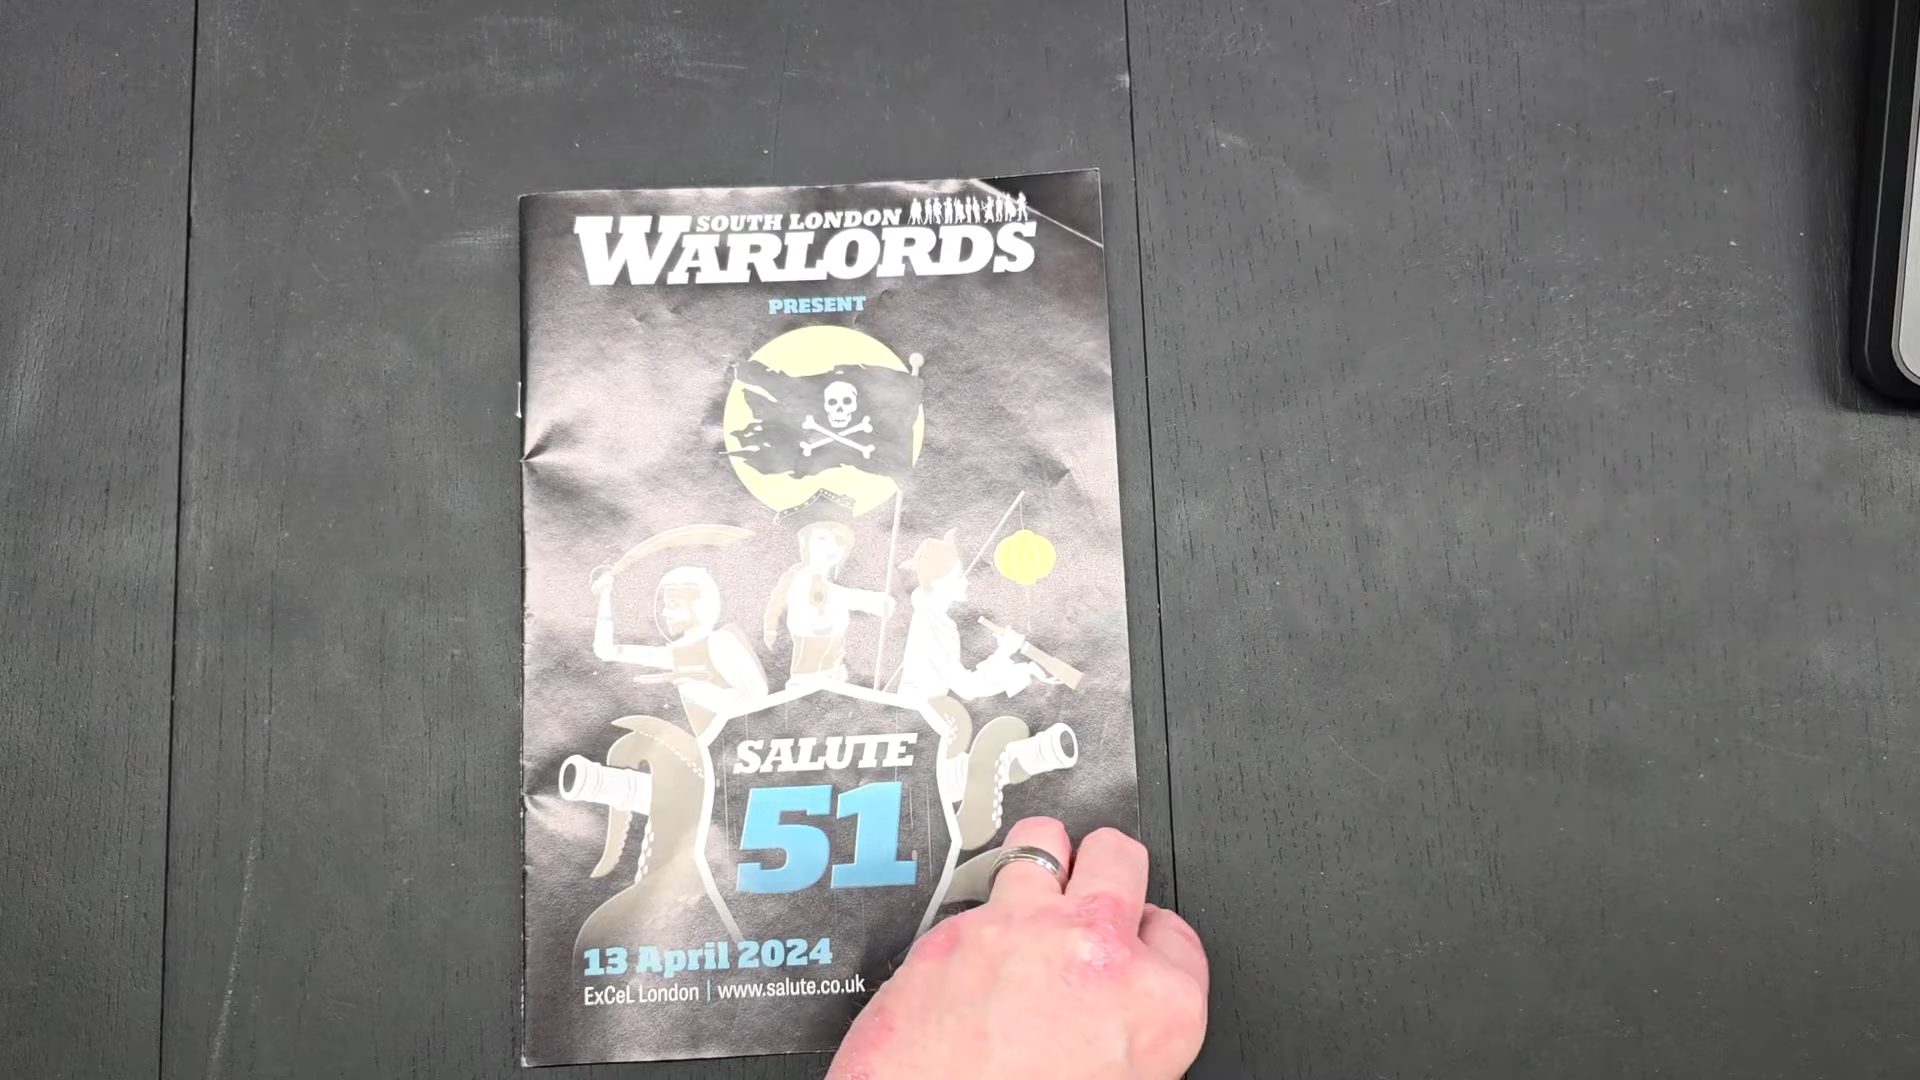 SOUTH LONDON
WARLORDS
PRESENT
SALUTE
51
13 April 2024
ExCeL London | www.salute.co.uk